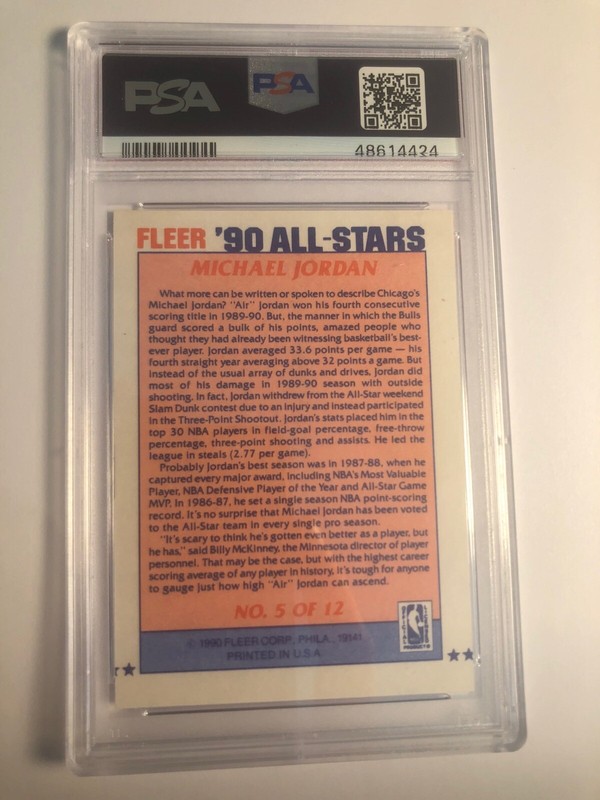 PSA
PSA
48614424
FLEER '90 ALL-STARS
MICHAEL JORDAN
What more can be written or spoken to describe Chicago's
Michael Jordan? "Air" Jordan won his fourth consecutive
scoring title in 1989-90. But, the manner in which the Bulls
guard scored a bulk of his points, amazed people who
thought they had already been witnessing basketball's best-
ever player. Jordan averaged 33.6 points per game — his
fourth straight year averaging above 32 points a game. But
instead of the usual array of dunks and drives, Jordan did
most of his damage in 1989-90 season with outside
shooting. In fact, Jordan withdrew from the All-Star weekend
Slam Dunk contest due to an injury and instead participated
in the Three-Point Shootout. Jordan's stats placed him in the
top 30 NBA players in field-goal percentage, free-throw
percentage, three-point shooting and assists. He led the
league in steals (2.77 per game).
Probably Jordan's best season was in 1987-88, when he
captured every major award, including NBA's Most Valuable
Player, NBA Defensive Player of the Year and All-Star Game
MVP. In 1986-87, he set a single season NBA point-scoring
record. It's no surprise that Michael Jordan has been voted
to the All-Star team in every single pro season.
"It's scary to think he's gotten even better as a player, but
he has," said Billy McKinney, the Minnesota director of player
personnel. That may be the case, but with the highest career
scoring average of any player in history, it's tough for anyone
to gauge just how high "Air" Jordan can ascend.
NO. 5 OF 12
© 1990 FLEER CORP., PHILA., 19141
PRINTED IN U.S.A.